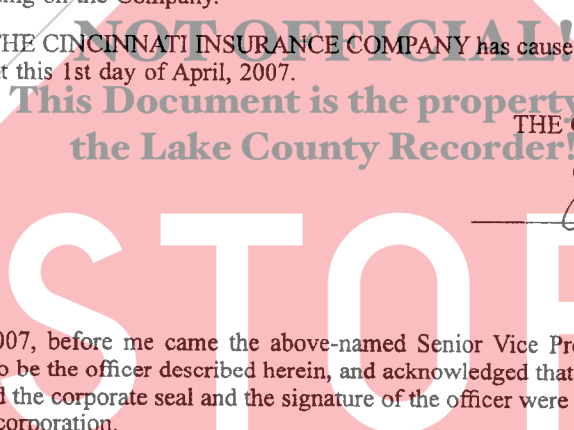 ing on the Company.
NOT OFFICIAL!
THE CINCINNATI INSURANCE COMPANY has cause
t this 1st day of April, 2007.
This Document is the property
THE
the Lake County Recorder!
STOP
007, before me came the above-named Senior Vice Pre
o be the officer described herein, and acknowledged that
d the corporate seal and the signature of the officer were
corporation.